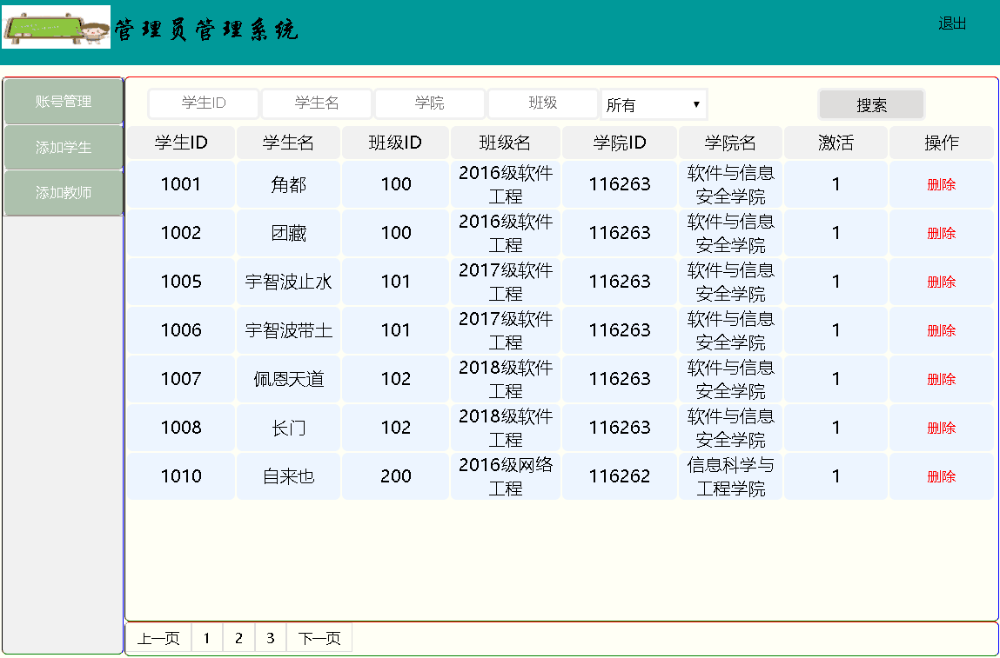 管理员管理系统
退出
账号管理
添加学生
添加教师
学生ID 学生名 学院 班级 所有 搜索
学生ID 学生名 班级ID 班级名 学院ID 学院名 激活 操作
1001 角都 100 2016级软件工程 116263 软件与信息安全学院 1 删除
1002 团藏 100 2016级软件工程 116263 软件与信息安全学院 1 删除
1005 宇智波止水 101 2017级软件工程 116263 软件与信息安全学院 1 删除
1006 宇智波带土 101 2017级软件工程 116263 软件与信息安全学院 1 删除
1007 佩恩天道 102 2018级软件工程 116263 软件与信息安全学院 1 删除
1008 长门 102 2018级软件工程 116263 软件与信息安全学院 1 删除
1010 自来也 200 2016级网络工程 116262 信息科学与工程学院 1 删除
上一页 1 2 3 下一页